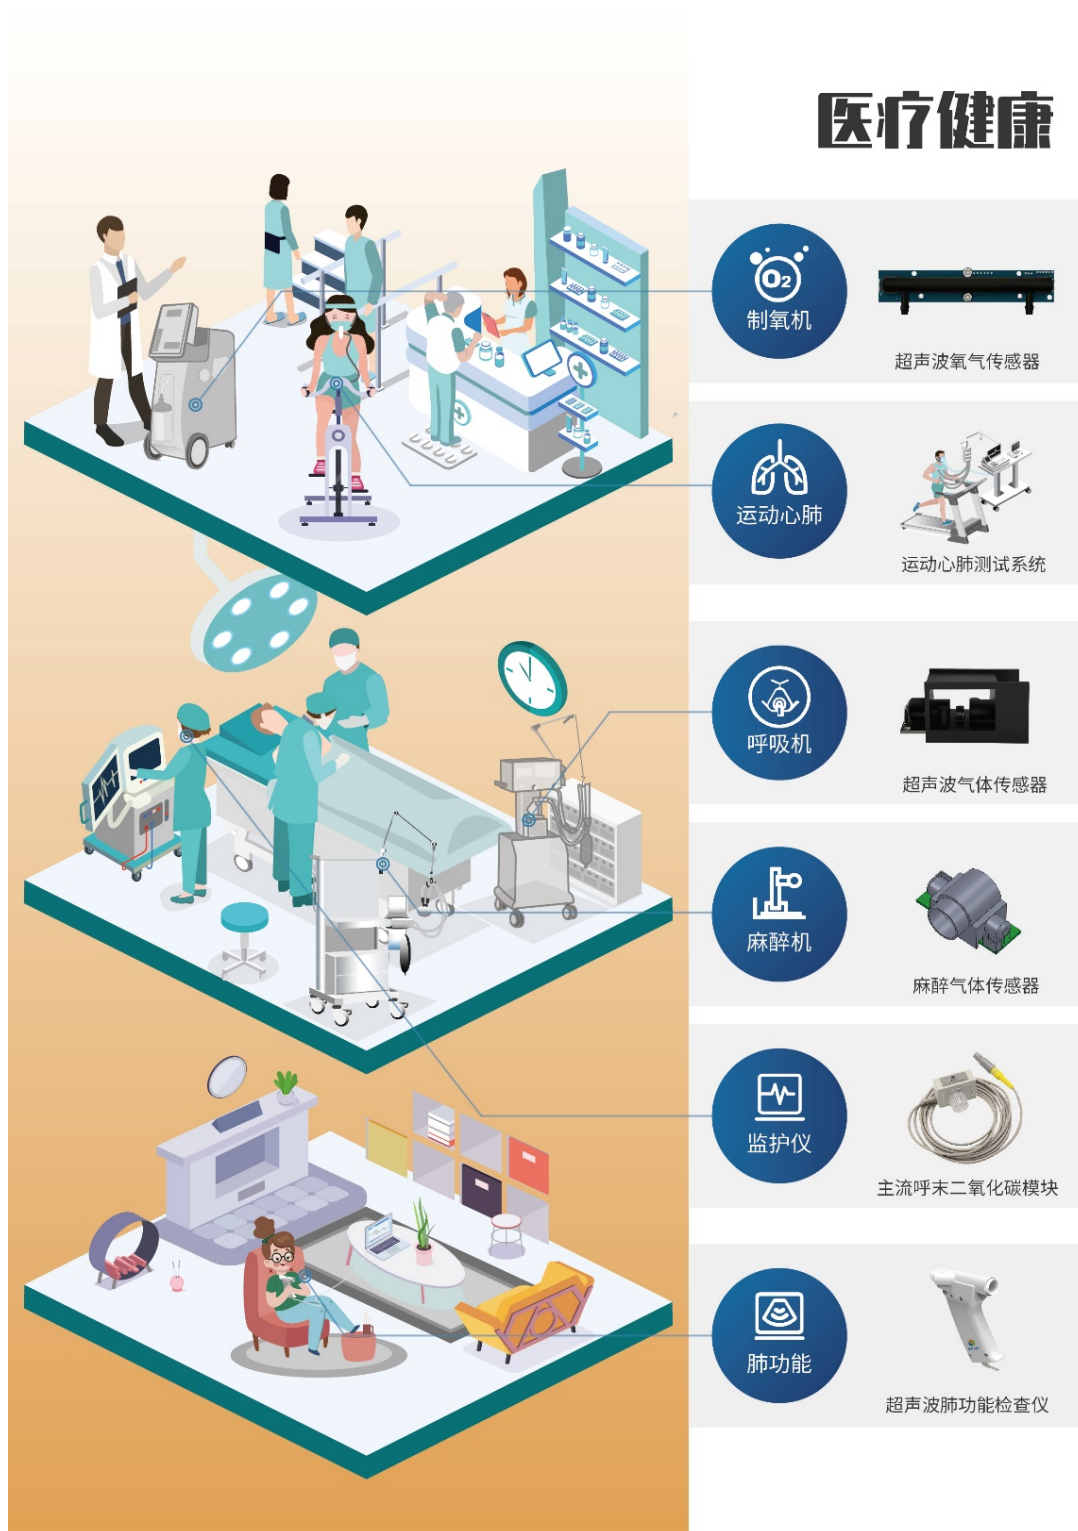 医疗健康
O2
制氧机
超声波氧气传感器
运动心肺
运动心肺测试系统
呼吸机
超声波气体传感器
麻醉机
麻醉气体传感器
监护仪
主流呼末二氧化碳模块
肺功能
超声波肺功能检查仪